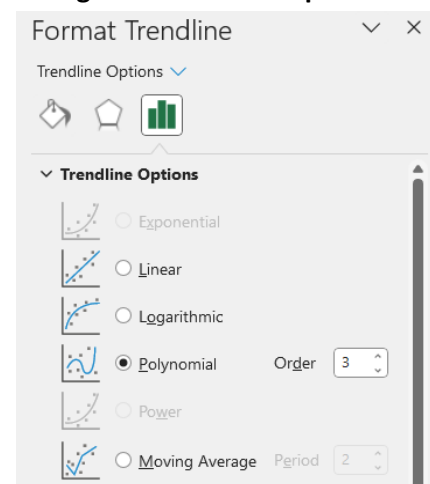 Format Trendline
Trendline Options
Trendline Options
Exponential
Linear
Logarithmic
Polynomial Order 3
Power
Moving Average Period 2